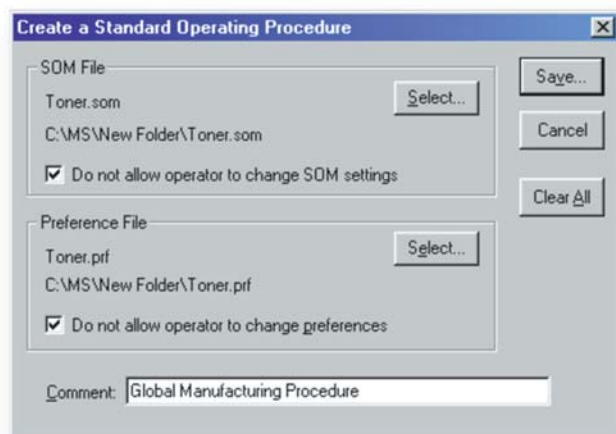 Create a Standard Operating Procedure
SOM File
Toner.som
Select...
C:\MS\New Folder\Toner.som
Do not allow operator to change SOM settings
Save...
Cancel
Clear All
Preference File
Toner.prf
Select...
C:\MS\New Folder\Toner.prf
Do not allow operator to change preferences
Comment: Global Manufacturing Procedure